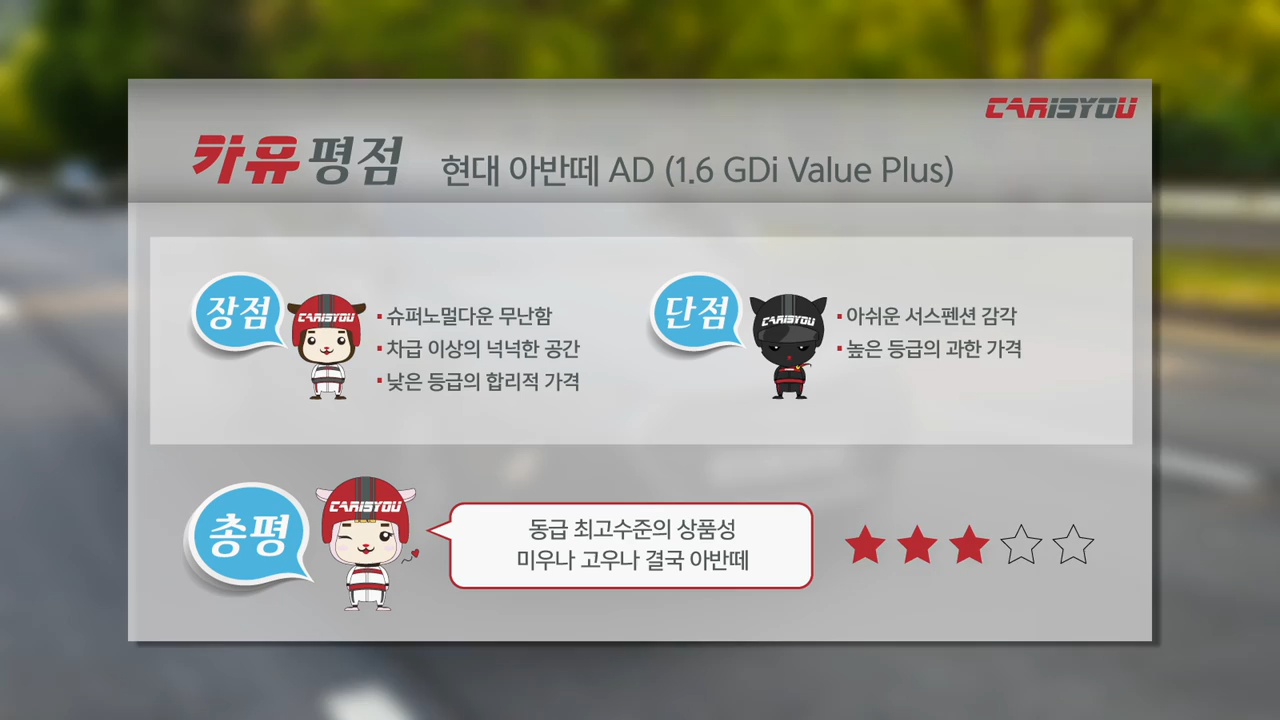 CARISYOU
카유 평점 현대 아반떼 AD (1.6 GDi Value Plus)
장점
CARISYOU
슈퍼노멀다운 무난함
차급 이상의 넉넉한 공간
낮은 등급의 합리적 가격
단점
CARISYOU
아쉬운 서스펜션 감각
높은 등급의 과한 가격
총평
CARISYOU
동급 최고수준의 상품성
미우나 고우나 결국 아반떼